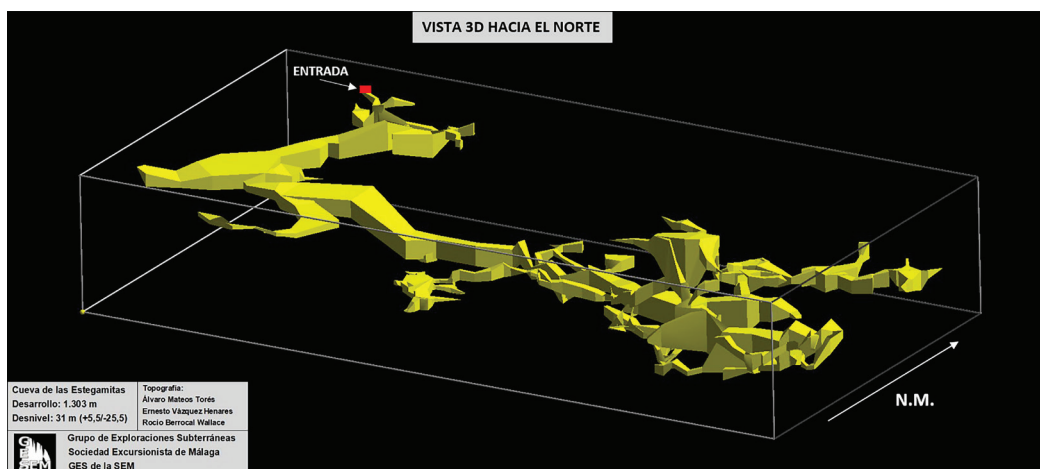 VISTA 3D HACIA EL NORTE
ENTRADA
N.M.
Cueva de las Estegamitas
Desarrollo: 1.303 m
Desnivel: 31 m (+5,5/-25,5)
Topografía:
Álvaro Mateos Torés
Ernesto Vázquez Henares
Rocío Berrocal Wallace
Grupo de Exploraciones Subterráneas
Sociedad Excursionista de Málaga
GES de la SEM